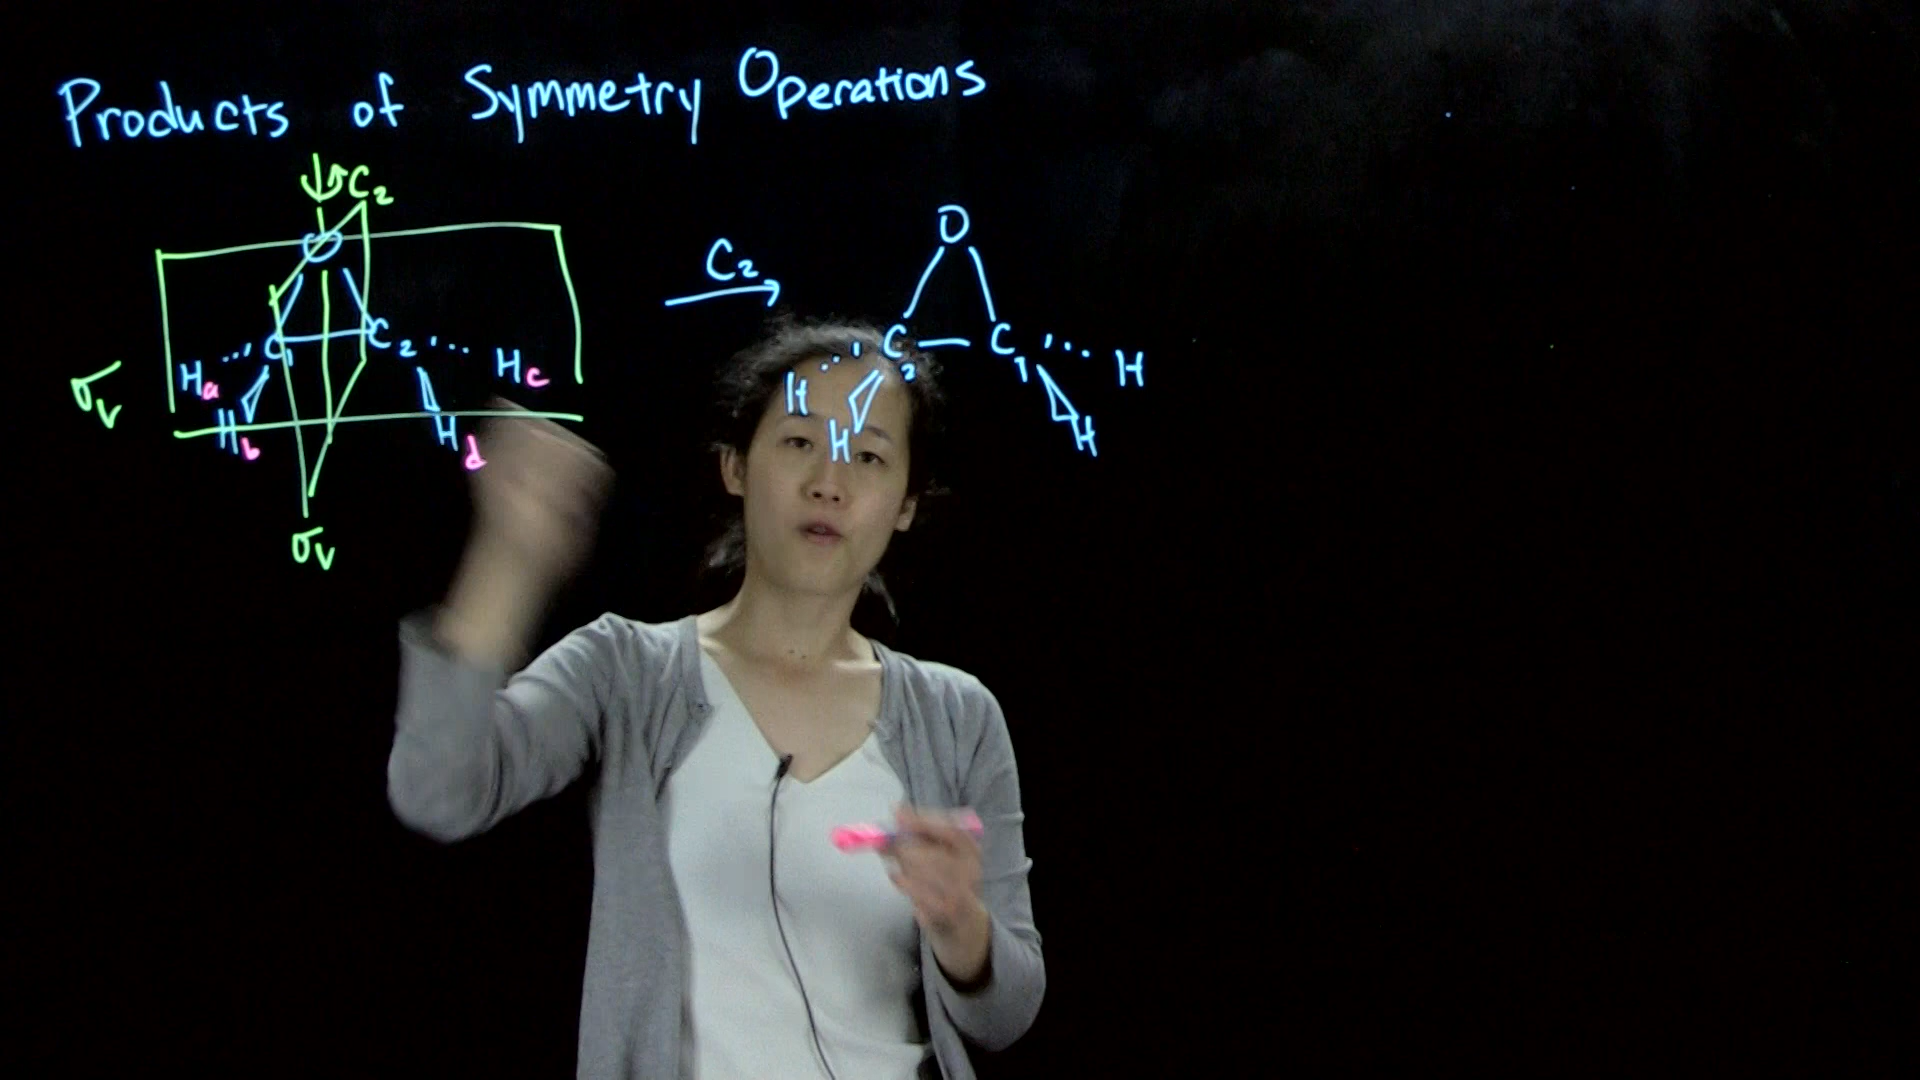 Products of Symmetry Operations
C₂
O
C₂
O
C₁ C₂
C₂ C₁
Ha Hc
H H
σv
Hb Hd
H H
σv